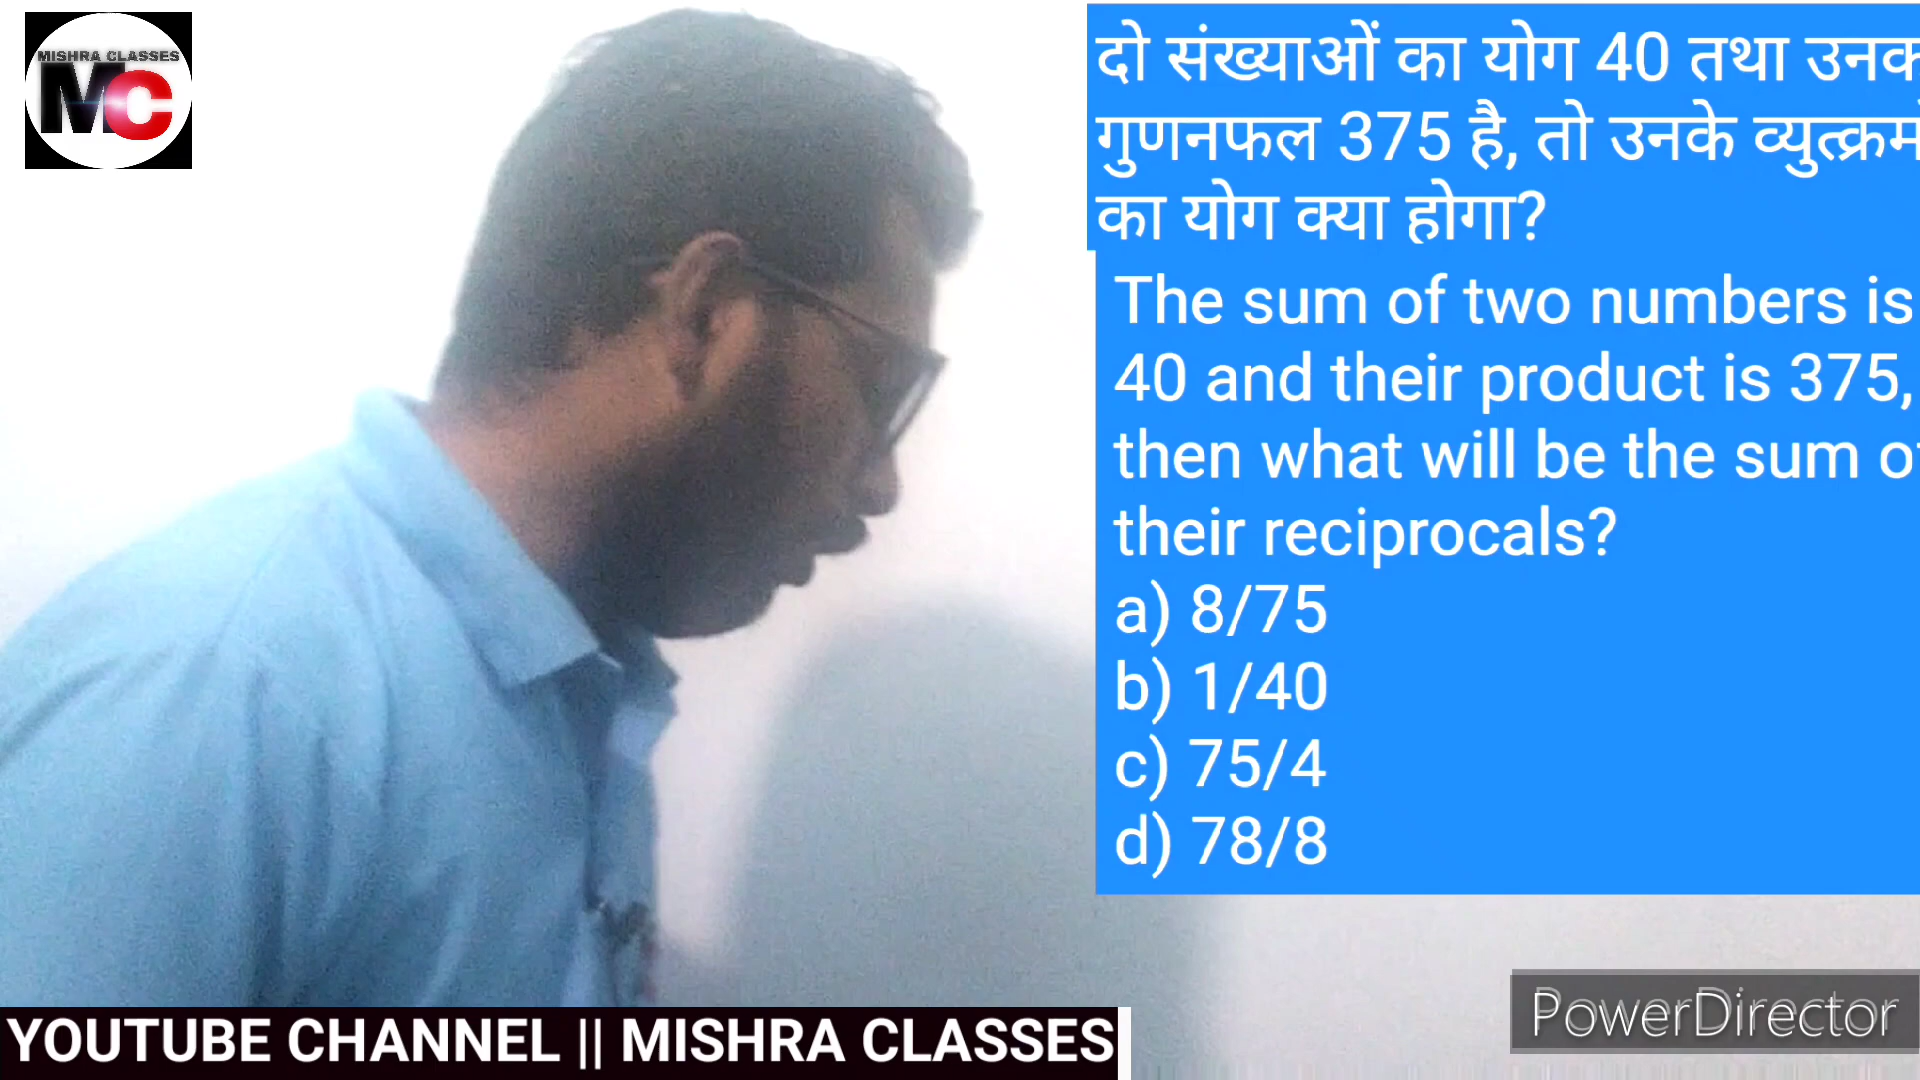 MISHRA CLASSES
MC
दो संख्याओं का योग 40 तथा
गुणनफल 375 है, तो उनके
का योग क्या होगा?
The sum of two numbers is
40 and their product is 375,
then what will be the sum
their reciprocals?
a) 8/75
b) 1/40
c) 75/4
d) 78/8
PowerDirector
YOUTUBE CHANNEL || MISHRA CLASSES